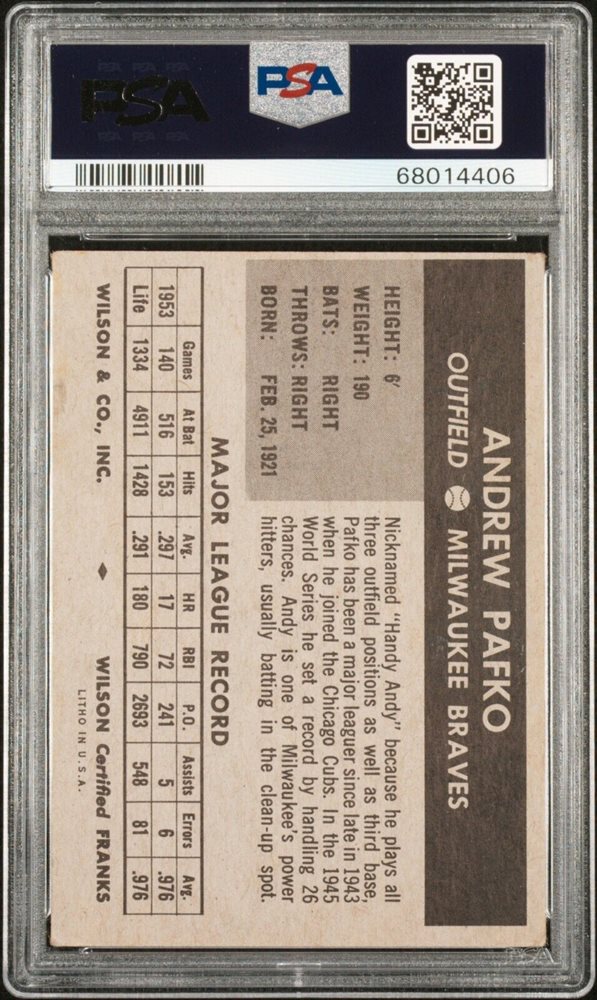 PSA
PSA
68014406
ANDREW PAFKO
OUTFIELD MILWAUKEE BRAVES
HEIGHT: 6'
WEIGHT: 190
BATS: RIGHT
THROWS: RIGHT
BORN: FEB. 25, 1921
Nicknamed "Handy Andy" because he plays all
three outfield positions as well as third base,
Pafko has been a major leaguer since late in 1943
when he joined the Chicago Cubs. In the 1945
World Series he set a record by handling 26
chances. Andy is one of Milwaukee's power
hitters, usually batting in the clean-up spot.
MAJOR LEAGUE RECORD
Games At Bat Hits Avg. HR RBI P.O. Assists Errors Avg.
1953 140 516 153 .297 17 72 241 5 6 .976
Life 1334 4911 1428 .291 180 790 2693 548 81 .976
WILSON & CO., INC. ♦ WILSON Certified FRANKS
LITHO IN U.S.A.